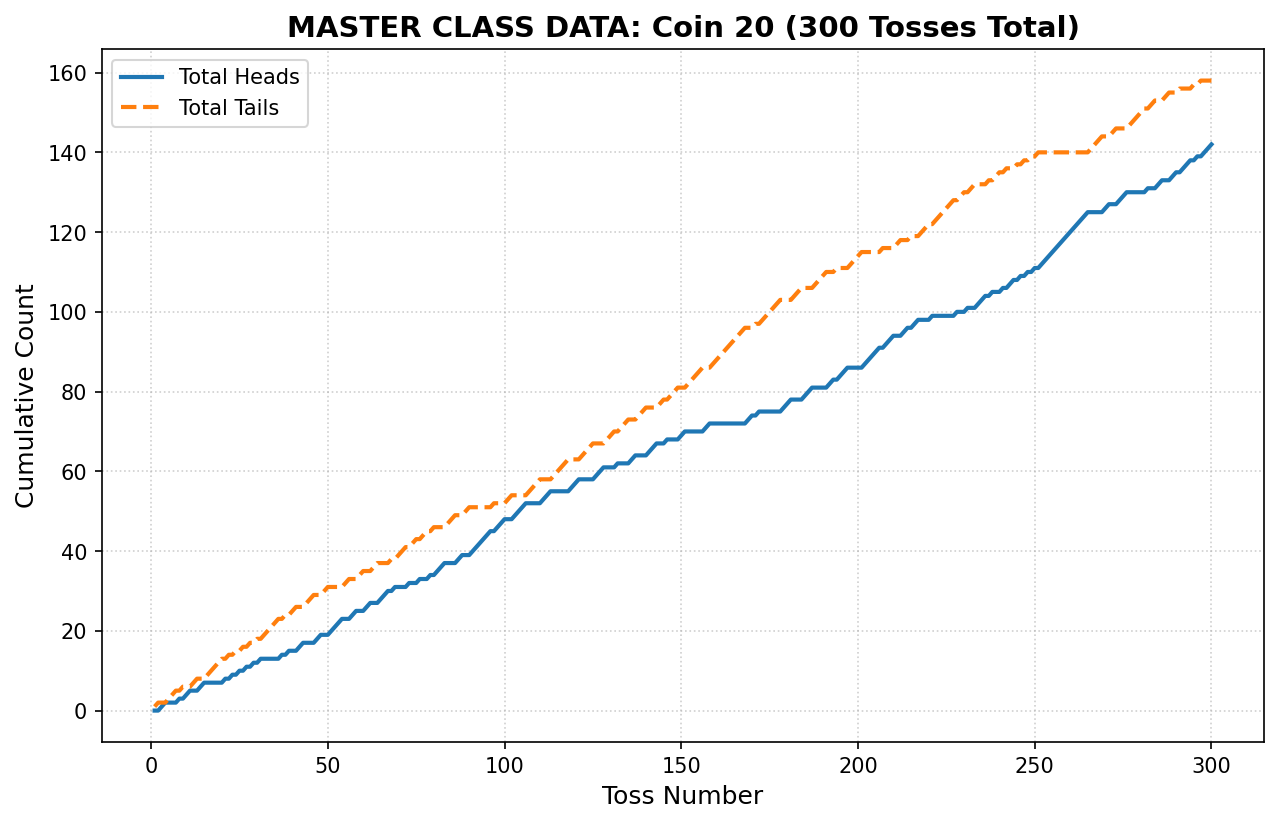 MASTER CLASS DATA: Coin 20 (300 Tosses Total)
Total Heads
Total Tails
Cumulative Count
160
140
120
100
80
60
40
20
0
0 50 100 150 200 250 300
Toss Number